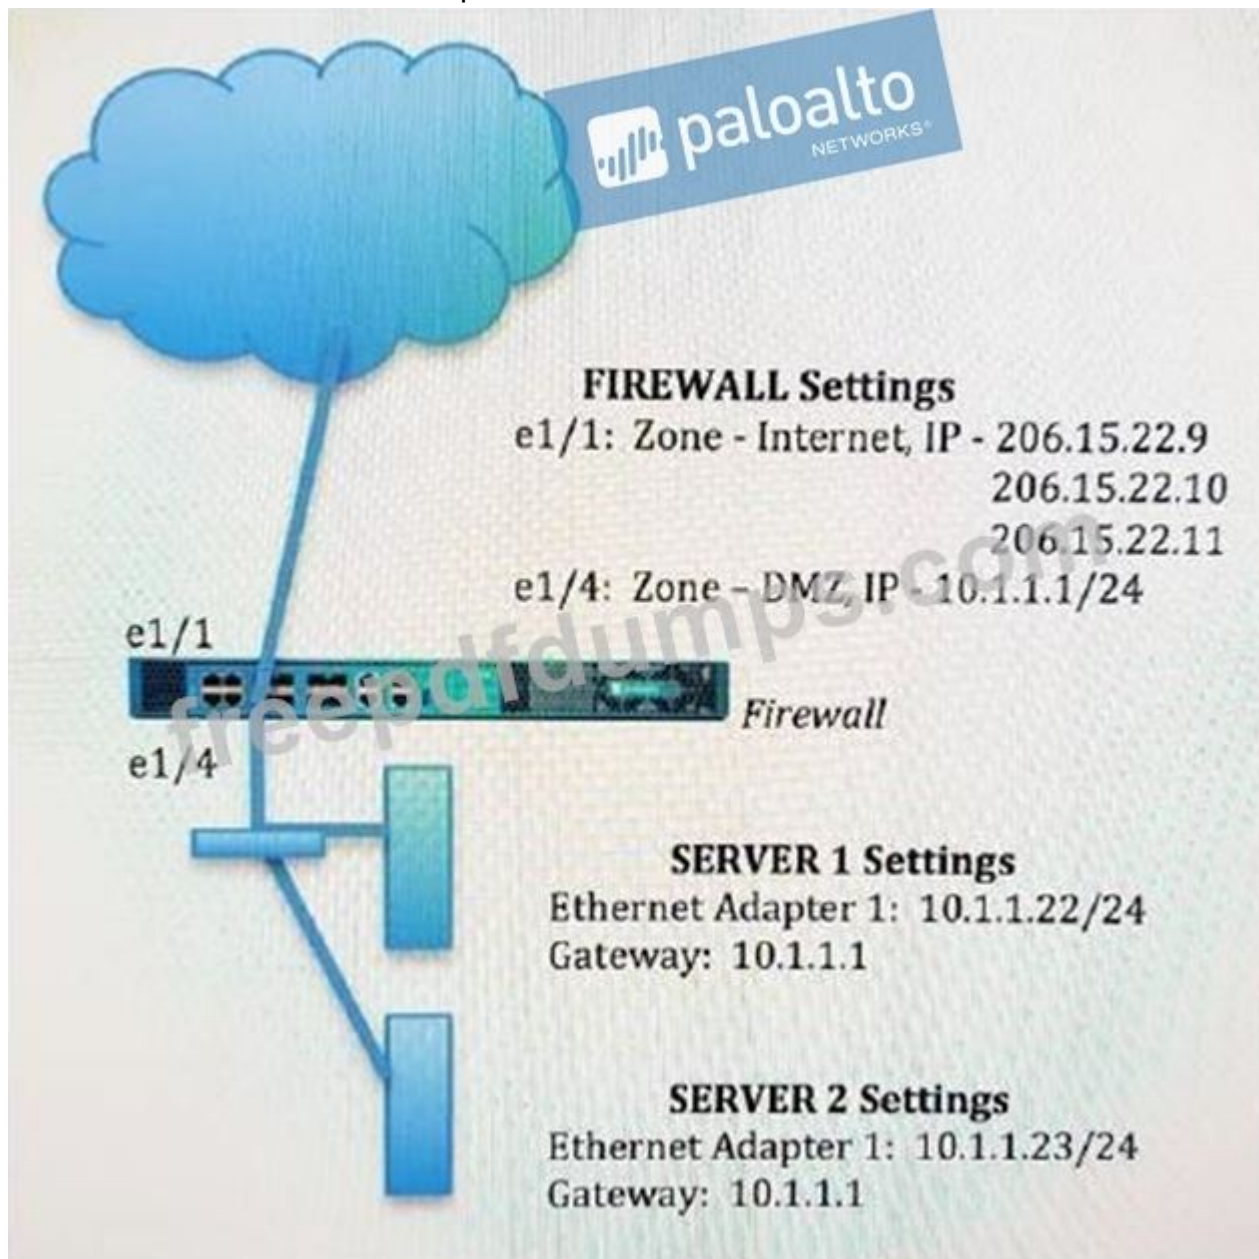 paloalto
NETWORKS®
FIREWALL Settings
e1/1: Zone - Internet, IP - 206.15.22.9
206.15.22.10
206.15.22.11
e1/4: Zone – DMZ, IP - 10.1.1.1/24
e1/1
freepdfdumps.com
Firewall
e1/4
SERVER 1 Settings
Ethernet Adapter 1: 10.1.1.22/24
Gateway: 10.1.1.1
SERVER 2 Settings
Ethernet Adapter 1: 10.1.1.23/24
Gateway: 10.1.1.1